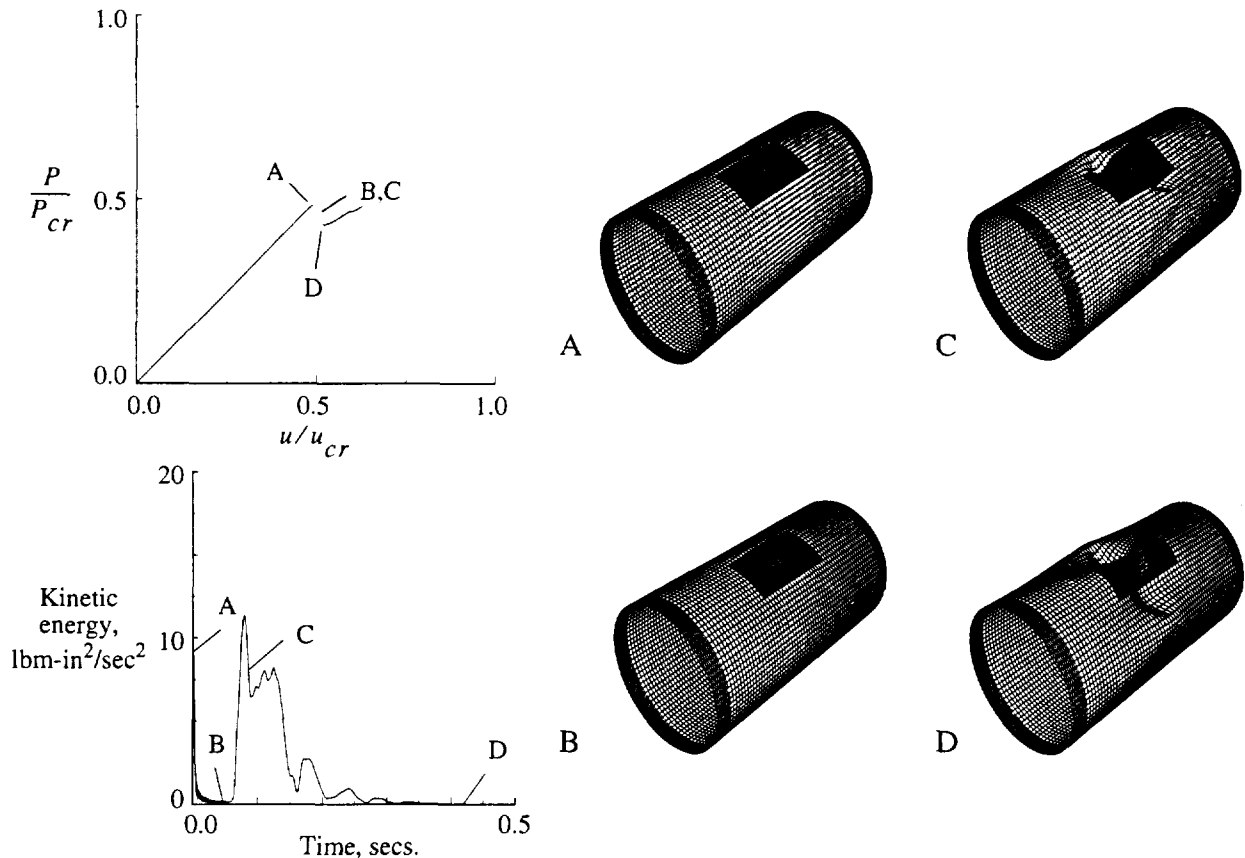 1.0
P
P_cr
0.5
0.0
A
B,C
D
0.0
0.5
1.0
u/u_cr
A
C
20
Kinetic
energy,
lbm-in²/sec²
10
0
A
C
B
D
0.0
0.5
Time, secs.
B
D